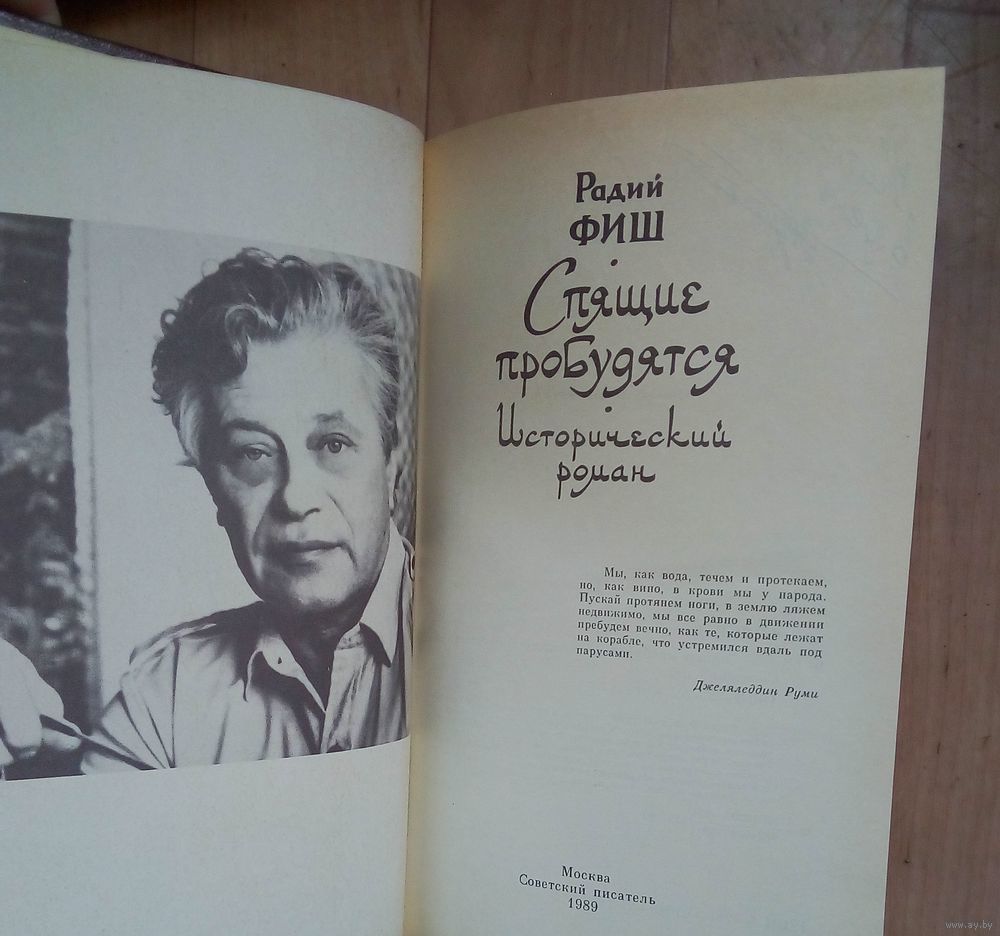 Радий
ФИШ
Спящие
пробудятся
Исторический
роман
Мы, как вода, течем и протекаем,
но, как вино, в крови мы у народа.
Пускай протянем ноги, в землю ляжем
недвижимо, мы все равно в движении
пребудем вечно, как те, которые лежат
на корабле, что устремился вдаль под
парусами.
Джеляледдин Руми
Москва
Советский писатель
1989
www.ay.by